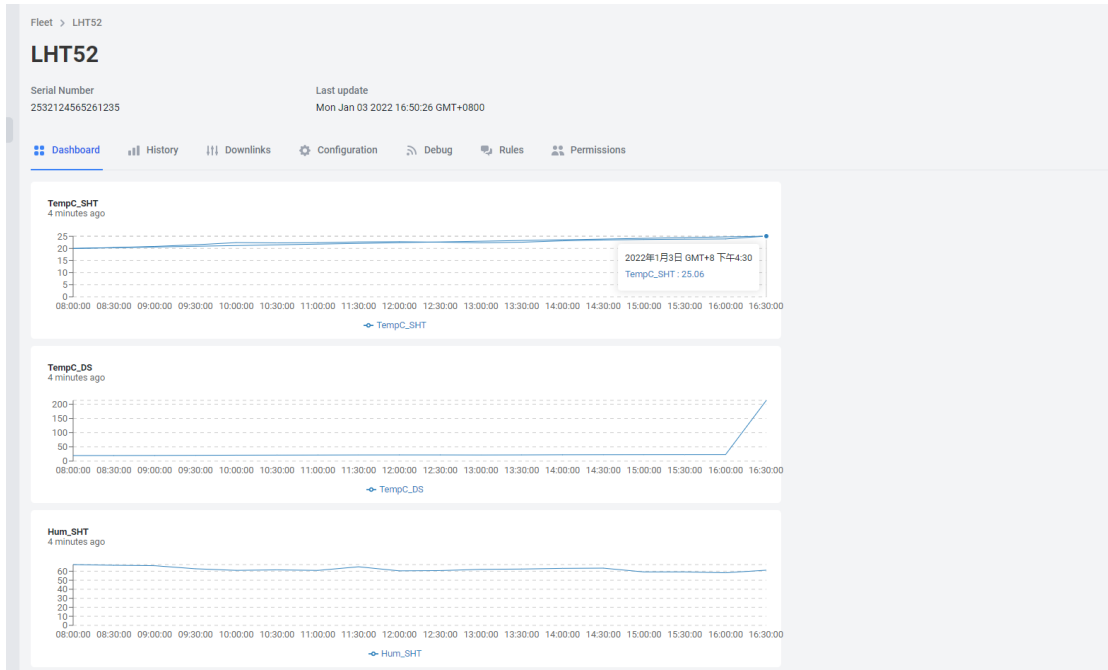 Fleet > LHT52
LHT52
Serial Number
2532124565261235
Last update
Mon Jan 03 2022 16:50:26 GMT+0800
Dashboard History Downlinks Configuration Debug Rules Permissions
TempC_SHT
4 minutes ago
25
20
15
10
5
0
2022年1月3日 GMT+8 下午4:30
TempC_SHT : 25.06
08:00:00 08:30:00 09:00:00 09:30:00 10:00:00 10:30:00 11:00:00 11:30:00 12:00:00 12:30:00 13:00:00 13:30:00 14:00:00 14:30:00 15:00:00 15:30:00 16:00:00 16:30:00
TempC_SHT
TempC_DS
4 minutes ago
200
150
100
50
0
08:00:00 08:30:00 09:00:00 09:30:00 10:00:00 10:30:00 11:00:00 11:30:00 12:00:00 12:30:00 13:00:00 13:30:00 14:00:00 14:30:00 15:00:00 15:30:00 16:00:00 16:30:00
TempC_DS
Hum_SHT
4 minutes ago
60
50
40
30
20
10
0
08:00:00 08:30:00 09:00:00 09:30:00 10:00:00 10:30:00 11:00:00 11:30:00 12:00:00 12:30:00 13:00:00 13:30:00 14:00:00 14:30:00 15:00:00 15:30:00 16:00:00 16:30:00
Hum_SHT